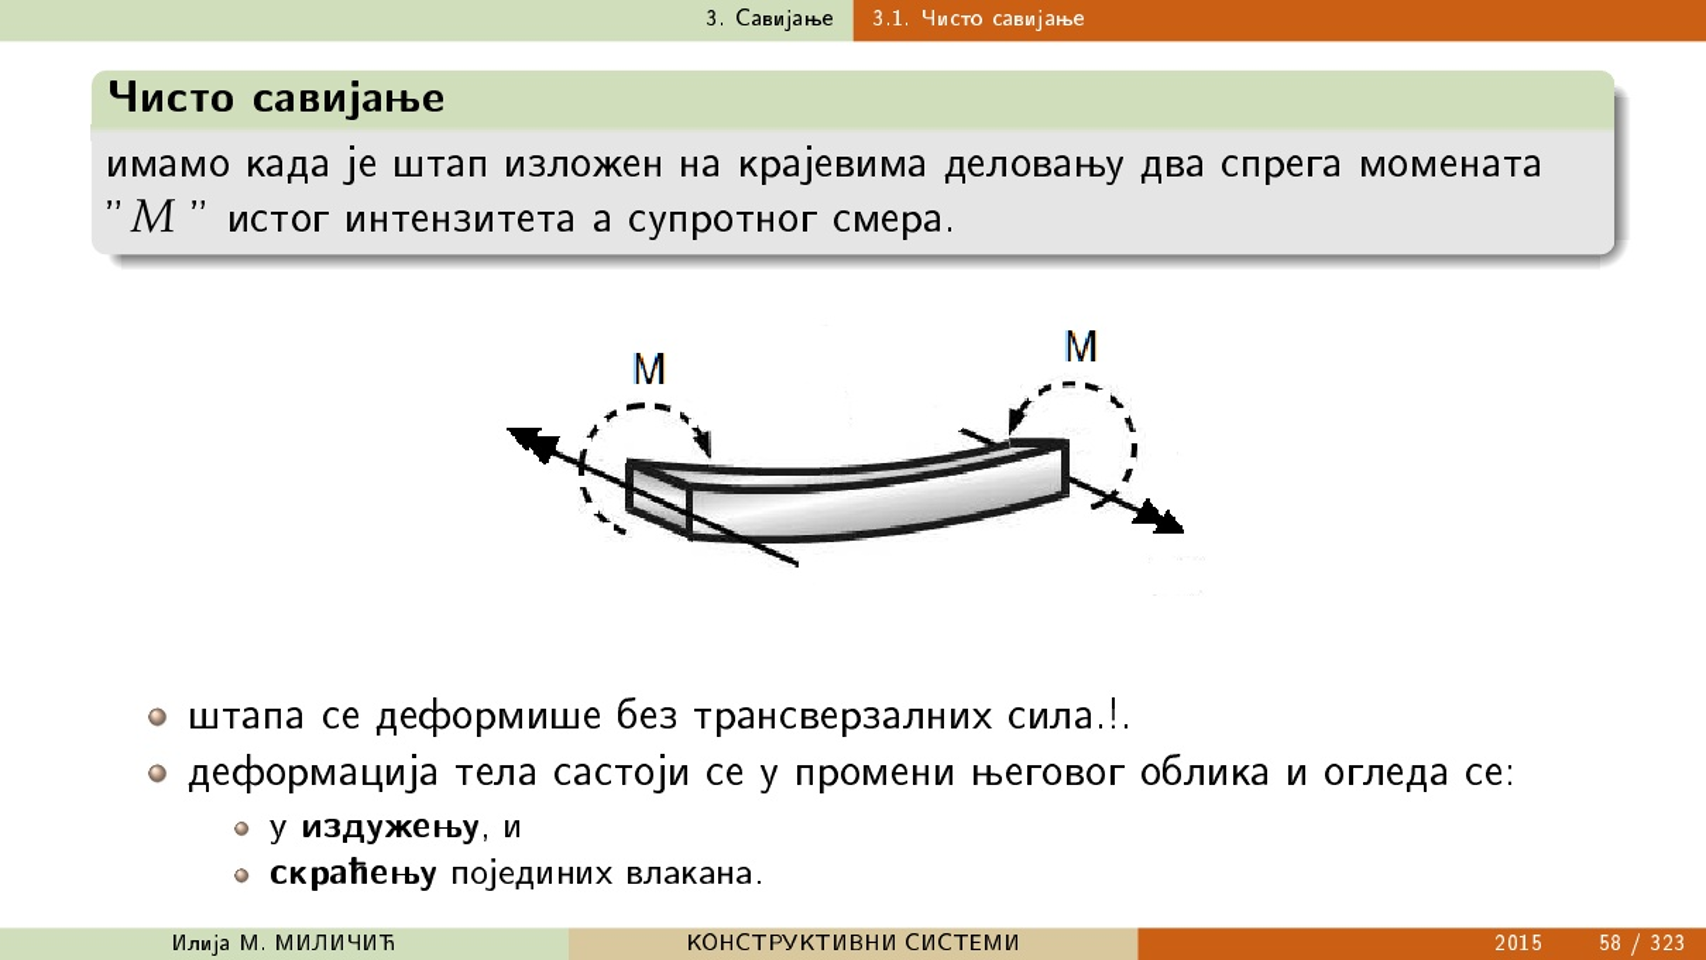 3. Савијање 3.1. Чисто савијање
Чисто савијање
имамо када је штап изложен на крајевима деловању два спрега момената
"M " истог интензитета а супротног смера.
M
M
штапа се деформише без трансверзалних сила.!.
деформација тела састоји се у промени његовог облика и огледа се:
у издужењу, и
скраћењу појединих влакана.
Илија М. МИЛИЧИЋ КОНСТРУКТИВНИ СИСТЕМИ 2015 58 / 323